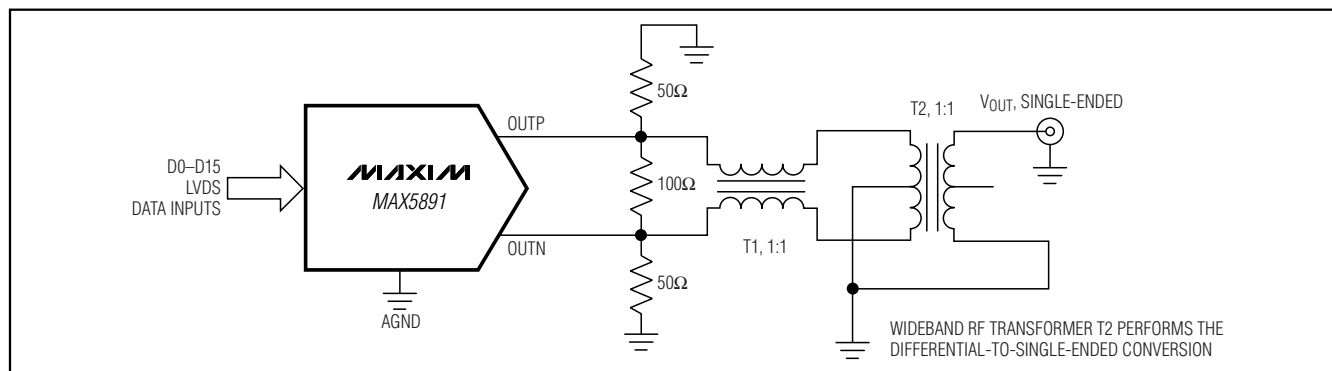 50Ω
T2, 1:1
VOUT, SINGLE-ENDED
OUTP
D0–D15
LVDS
DATA INPUTS
MAXIM
MAX5891
100Ω
OUTN
T1, 1:1
50Ω
AGND
WIDEBAND RF TRANSFORMER T2 PERFORMS THE
DIFFERENTIAL-TO-SINGLE-ENDED CONVERSION